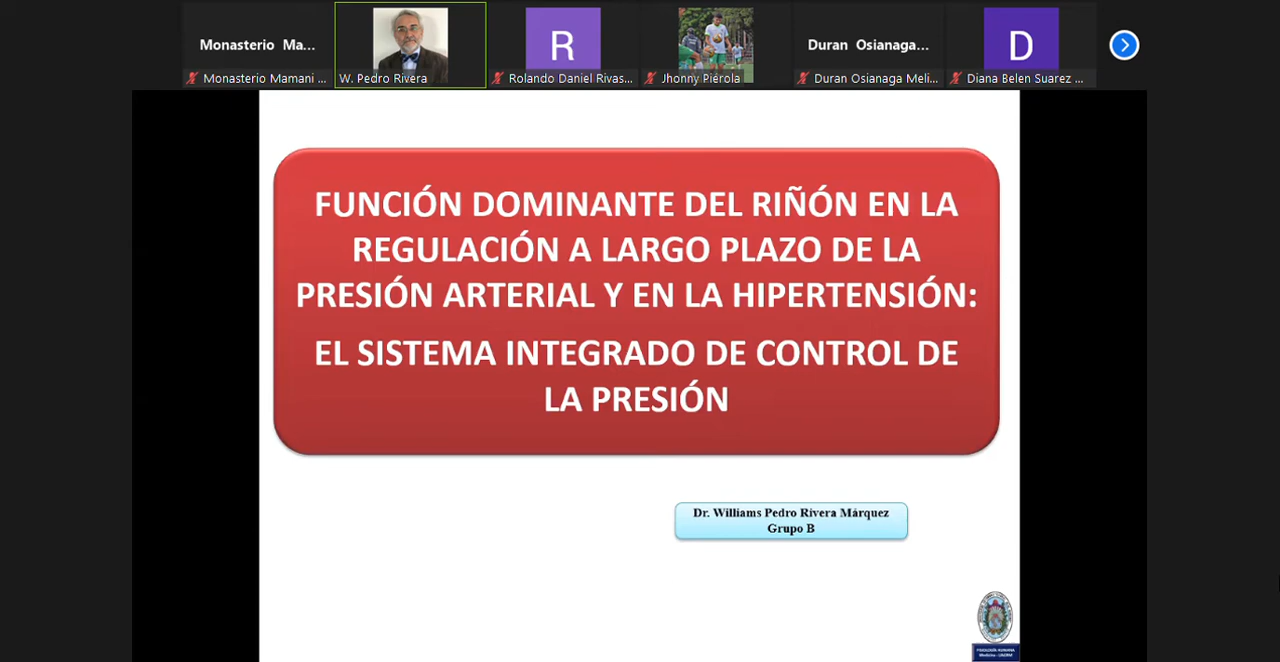 Monasterio Ma...
R
Duran Osianaga...
D
Monasterio Mamani ...
W. Pedro Rivera
Rolando Daniel Rivas...
Jhonny Piérola
Duran Osianaga Meli...
Diana Belen Suarez ...
FUNCIÓN DOMINANTE DEL RIÑÓN EN LA
REGULACIÓN A LARGO PLAZO DE LA
PRESIÓN ARTERIAL Y EN LA HIPERTENSIÓN:
EL SISTEMA INTEGRADO DE CONTROL DE
LA PRESIÓN
Dr. Williams Pedro Rivera Márquez
Grupo B